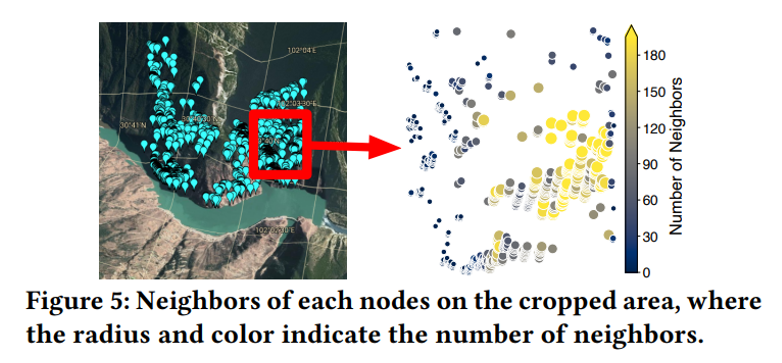 102°04'E
180
30°41'N
150
120
90
60
30
0
Number of Neighbors
Figure 5: Neighbors of each nodes on the cropped area, where
the radius and color indicate the number of neighbors.